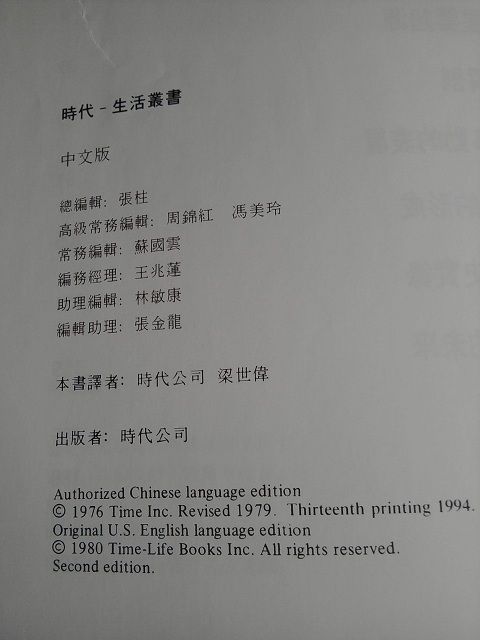 時代－生活叢書
中文版
總編輯：張柱
高級常務編輯：周錦紅　馮美玲
常務編輯：蘇國雲
編務經理：王兆蓮
助理編輯：林敏康
編輯助理：張金龍
本書譯者：時代公司 梁世偉
出版者：時代公司
Authorized Chinese language edition
© 1976 Time Inc. Revised 1979. Thirteenth printing 1994.
Original U.S. English language edition
© 1980 Time-Life Books Inc. All rights reserved.
Second edition.